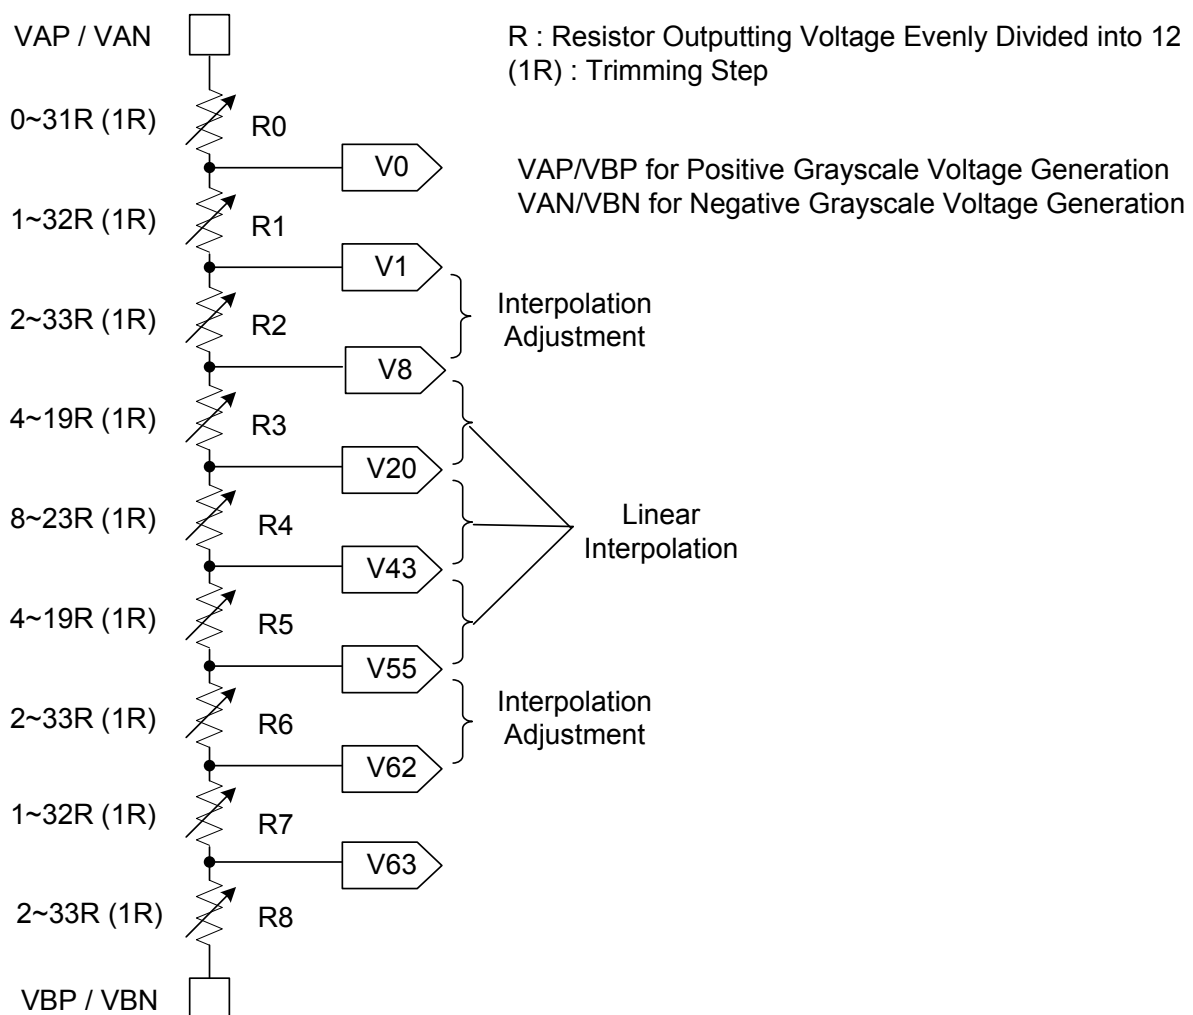 VAP / VAN
R : Resistor Outputting Voltage Evenly Divided into 12
(1R) : Trimming Step
0~31R (1R)
R0
V0
VAP/VBP for Positive Grayscale Voltage Generation
VAN/VBN for Negative Grayscale Voltage Generation
1~32R (1R)
R1
V1
Interpolation
Adjustment
2~33R (1R)
R2
V8
4~19R (1R)
R3
V20
8~23R (1R)
R4
Linear
Interpolation
V43
4~19R (1R)
R5
V55
Interpolation
Adjustment
2~33R (1R)
R6
V62
1~32R (1R)
R7
V63
2~33R (1R)
R8
VBP / VBN